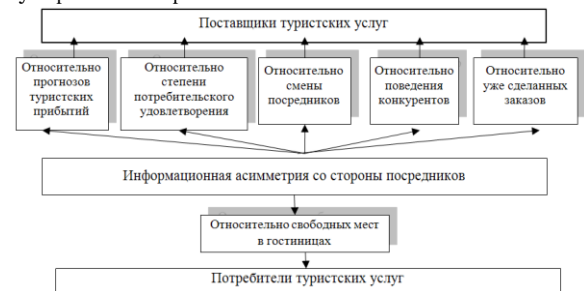 Поставщики туристских услуг
Относительно
прогнозов
туристских
прибытий
Относительно
степени
потребительского
удовлетворения
Относительно
смены
посредников
Относительно
поведения
конкурентов
Относительно
уже сделанных
заказов
Информационная асимметрия со стороны посредников
Относительно свободных мест
в гостиницах
Потребители туристских услуг